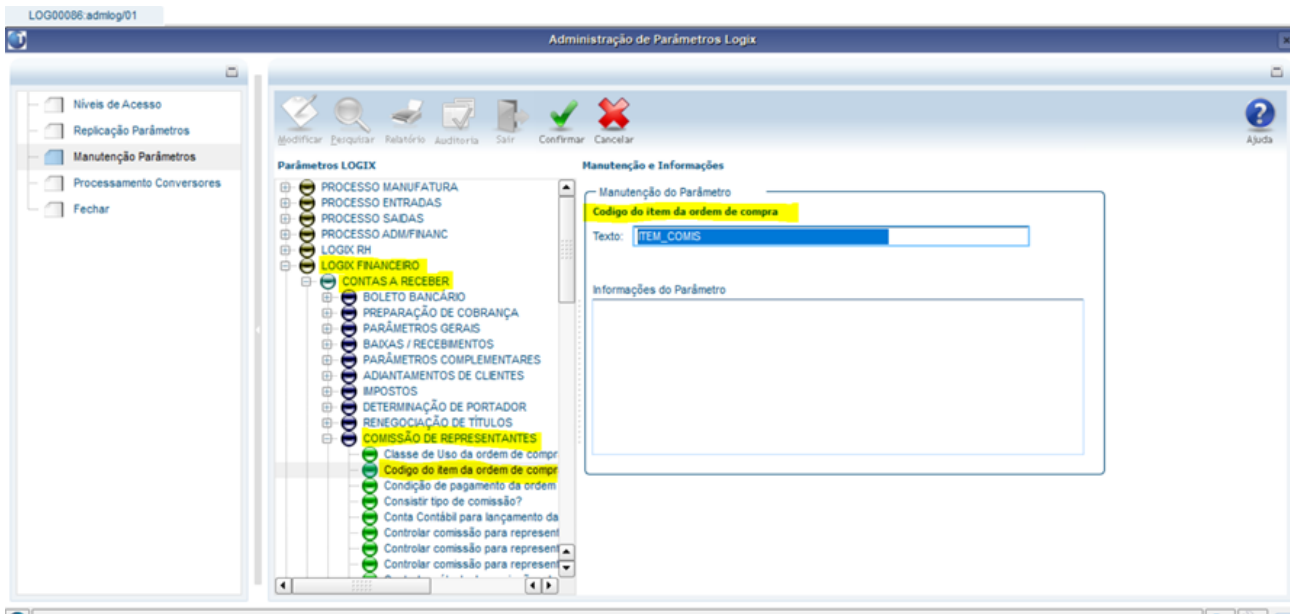 LOG00086:admlog/01
Administração de Parâmetros Logix
Níveis de Acesso
Replicação Parâmetros
Manutenção Parâmetros
Processamento Conversores
Fechar
Modificar Pesquisar Relatório Auditoria Sair Confirmar Cancelar
Ajuda
Parâmetros LOGIX
PROCESSO MANUFATURA
PROCESSO ENTRADAS
PROCESSO SAIDAS
PROCESSO ADM/FINANC
LOGIX RH
LOGIX FINANCEIRO
CONTAS A RECEBER
BOLETO BANCÁRIO
PREPARAÇÃO DE COBRANÇA
PARÂMETROS GERAIS
BAIXAS / RECEBIMENTOS
PARÂMETROS COMPLEMENTARES
ADIANTAMENTOS DE CLIENTES
IMPOSTOS
DETERMINAÇÃO DE PORTADOR
RENEGOCIAÇÃO DE TÍTULOS
COMISSÃO DE REPRESENTANTES
Classe de Uso da ordem de compr
Codigo do item da ordem de compr
Condição de pagamento da ordem
Consistir tipo de comissão?
Conta Contábil para lançamento da
Controlar comissão para represent
Controlar comissão para represent
Controlar comissão para represent
Manutenção e Informações
Manutenção do Parâmetro
Codigo do item da ordem de compra
Texto: ITEM_COMIS
Informações do Parâmetro